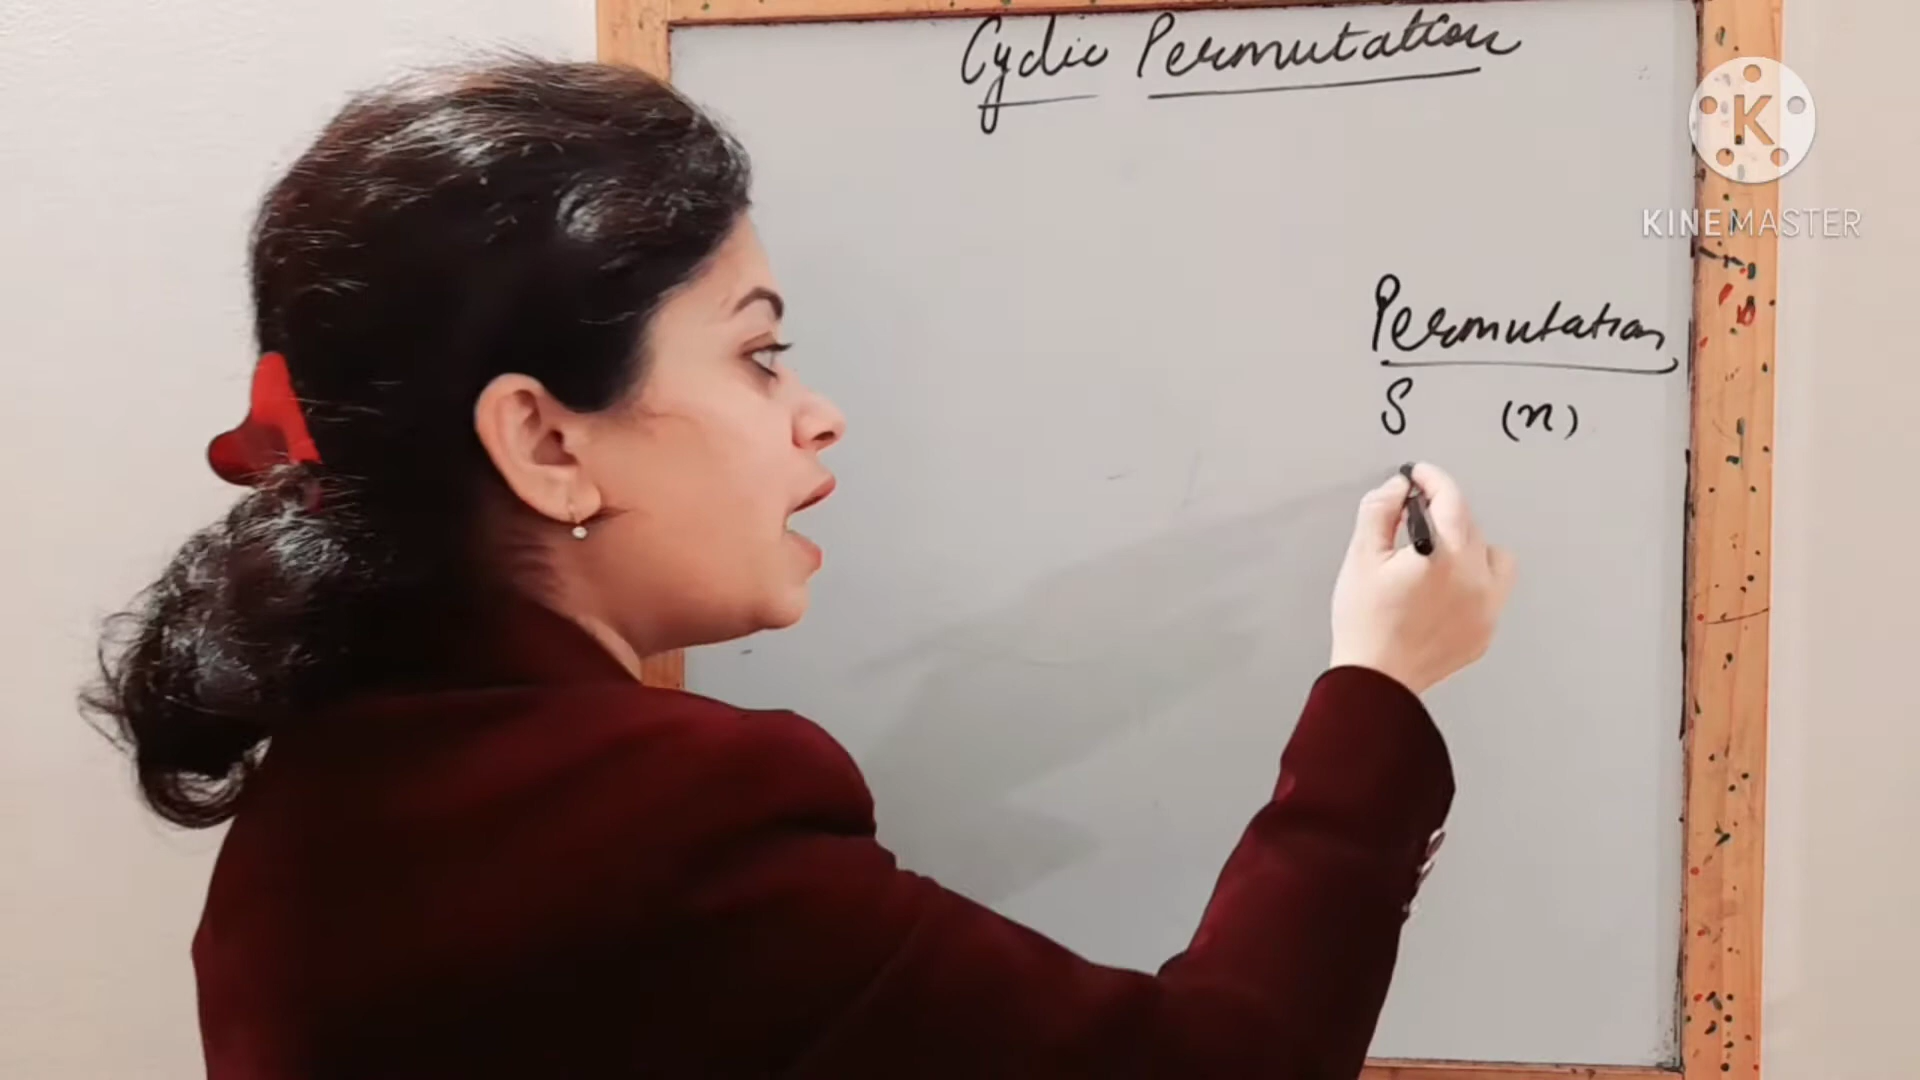 Cyclic Permutation
K
KINEMASTER
Permutation
S (n)